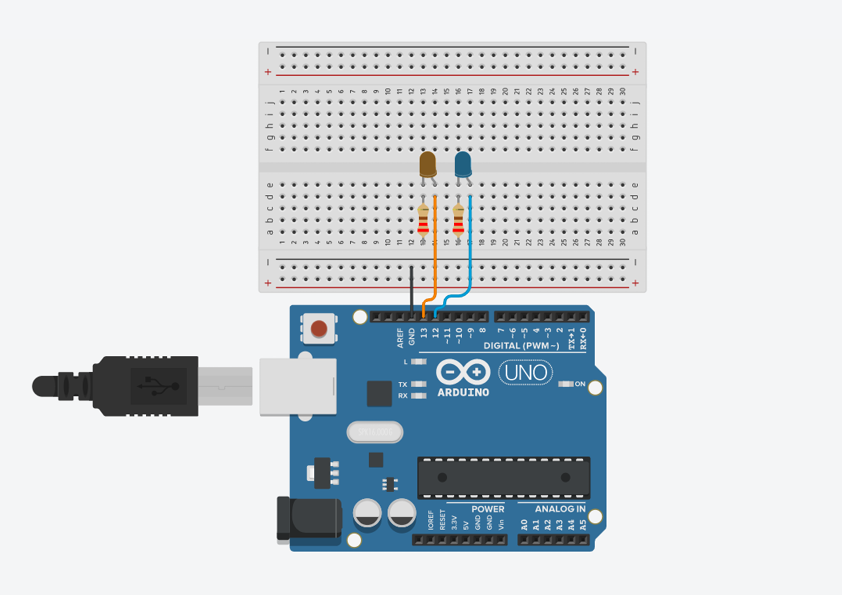 − −
+ +
1 2 3 4 5 6 7 8 9 10 11 12 13 14 15 16 17 18 19 20 21 22 23 24 25 26 27 28 29 30
j j
i i
h h
g g
f f
e e
d d
c c
b b
a a
1 2 3 4 5 6 7 8 9 10 11 12 13 15 16 18 19 20 21 22 23 24 25 26 27 28 29 30
− −
+ +
AREF GND 13 12 ~11 ~10 ~9 8 7 ~6 ~5 4 ~3 2 TX→1 RX←0
DIGITAL (PWM~)
L
TX
RX
UNO
ARDUINO
ON
IOREF RESET 3.3V 5V GND GND Vin
POWER
ANALOG IN
A0 A1 A2 A3 A4 A5